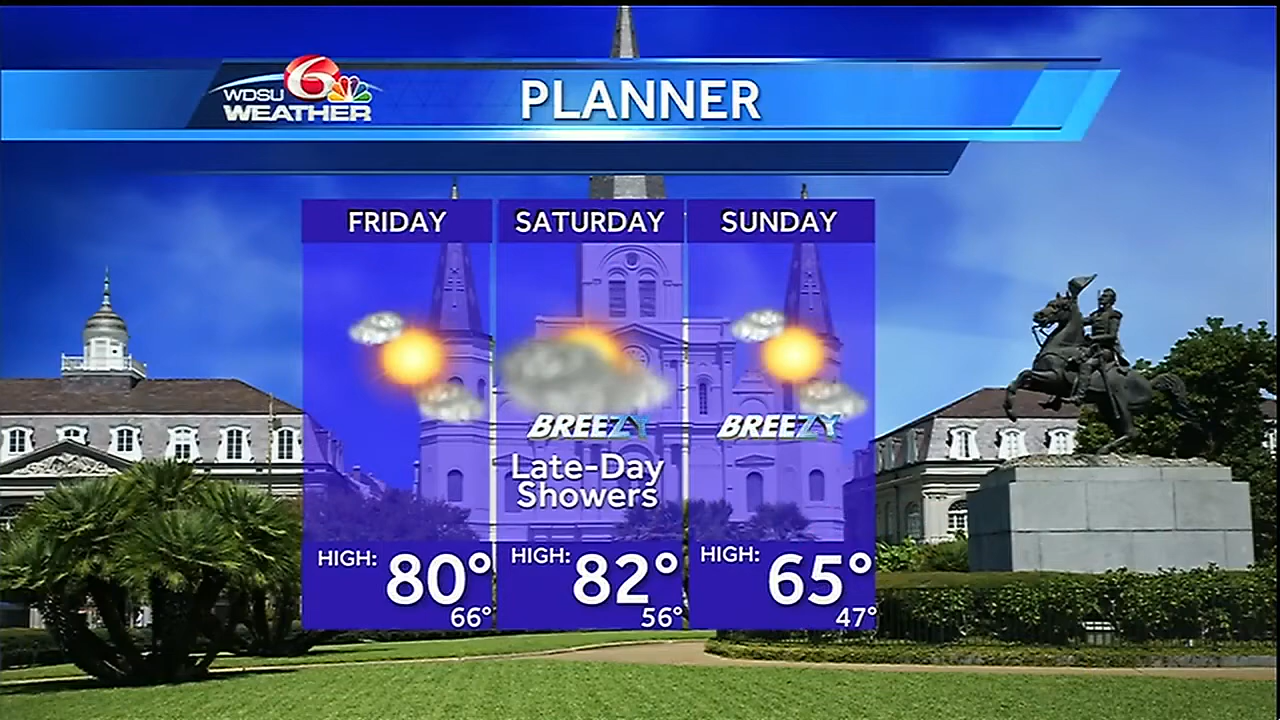 WDSU 6
WEATHER
PLANNER
FRIDAY
SATURDAY
SUNDAY
BREEZY
BREEZY
Late-Day
Showers
HIGH: 80°
66°
HIGH: 82°
56°
HIGH: 65°
47°